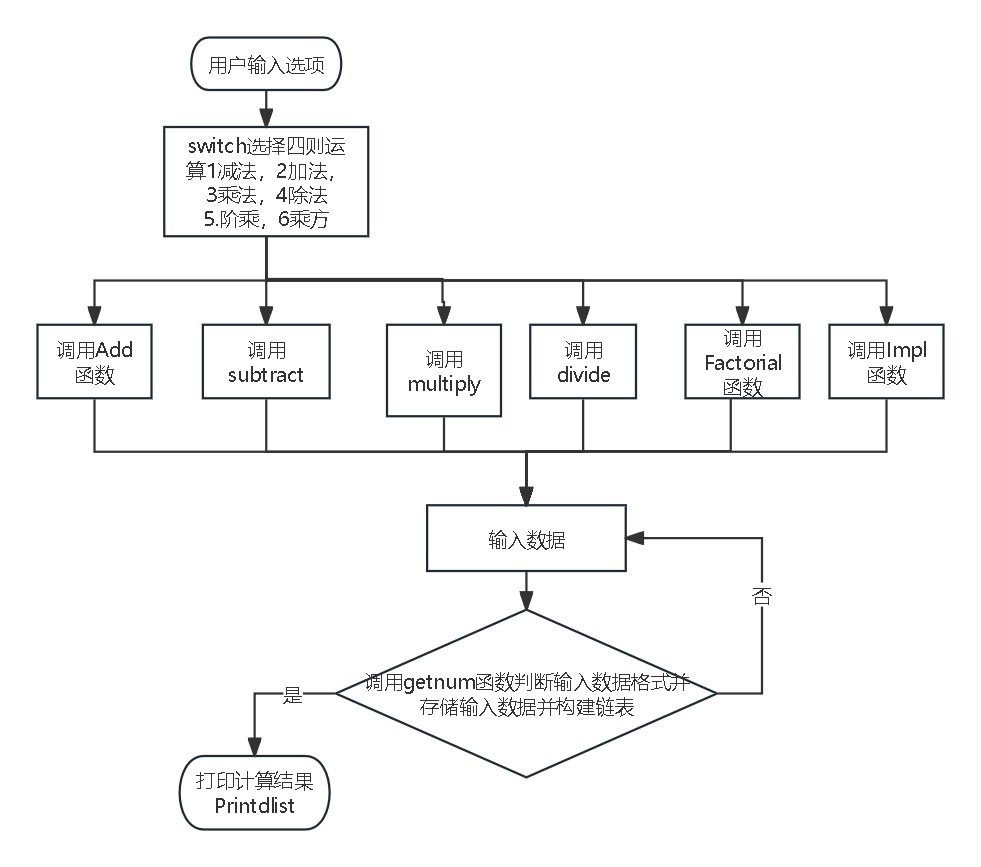 用户输入选项
switch选择四则运
算1减法，2加法，
3乘法，4除法
5.阶乘，6乘方
调用Add
函数
调用
subtract
调用
multiply
调用
divide
调用
Factorial
函数
调用Impl
函数
输入数据
否
调用getnum函数判断输入数据格式并
存储输入数据并构建链表
是
打印计算结果
Printdlist